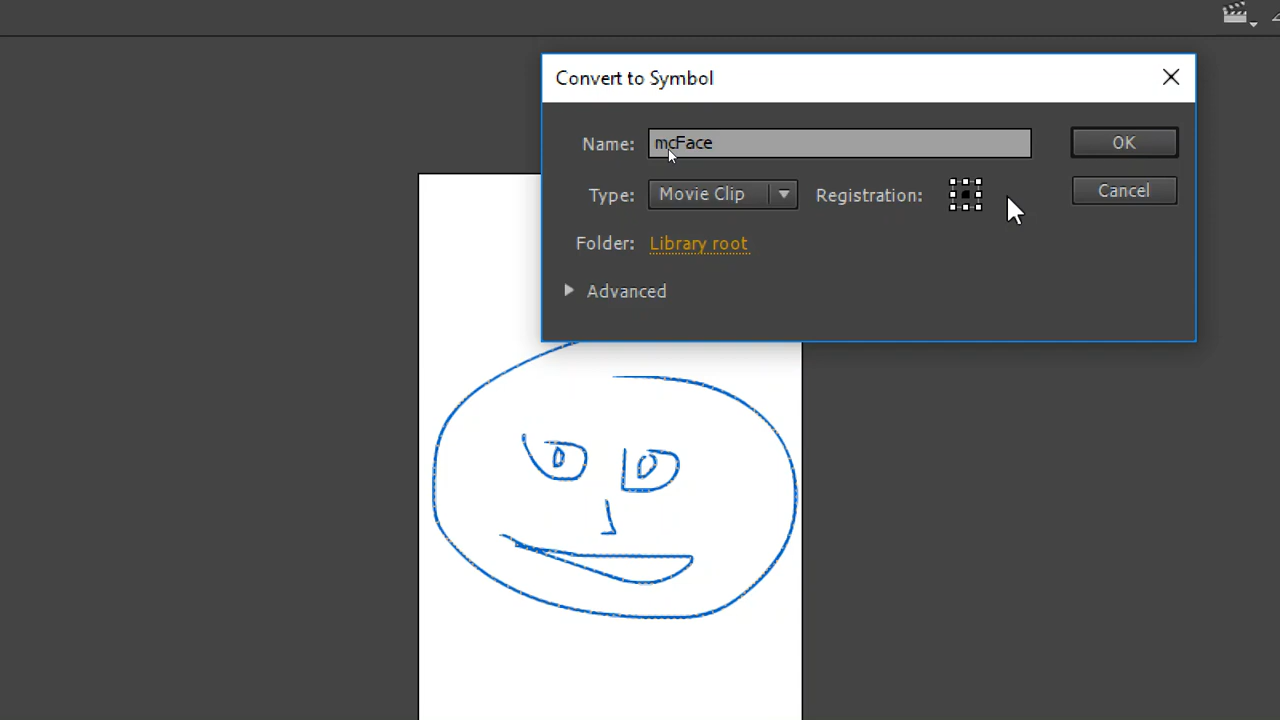 Convert to Symbol
Name: mcFace OK
Type: Movie Clip Registration: Cancel
Folder: Library root
Advanced